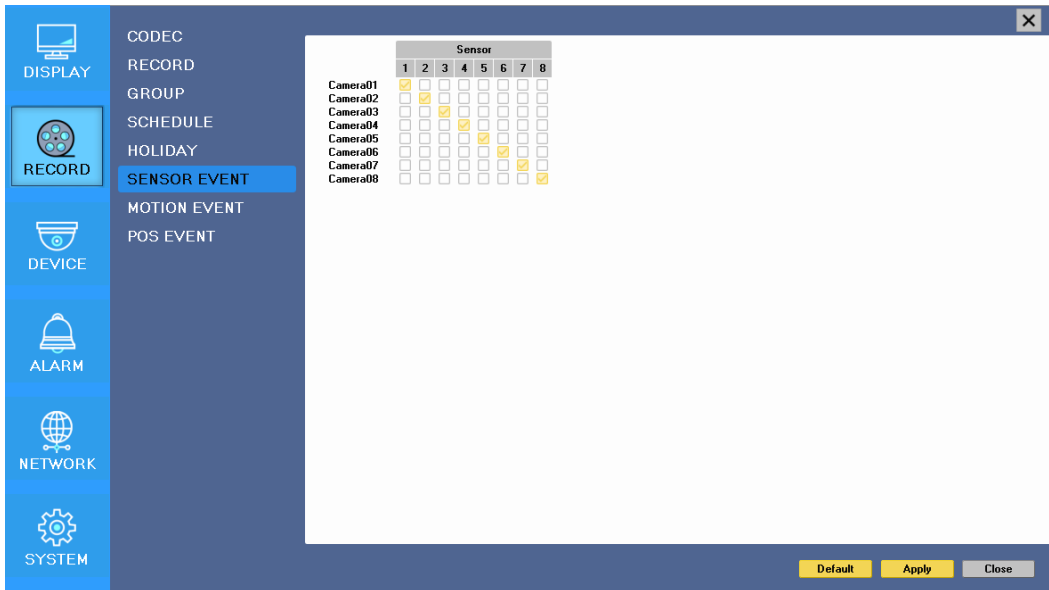 DISPLAY
RECORD
DEVICE
ALARM
NETWORK
SYSTEM
CODEC
RECORD
GROUP
SCHEDULE
HOLIDAY
SENSOR EVENT
MOTION EVENT
POS EVENT
Sensor
1 2 3 4 5 6 7 8
Camera01
Camera02
Camera03
Camera04
Camera05
Camera06
Camera07
Camera08
Default Apply Close